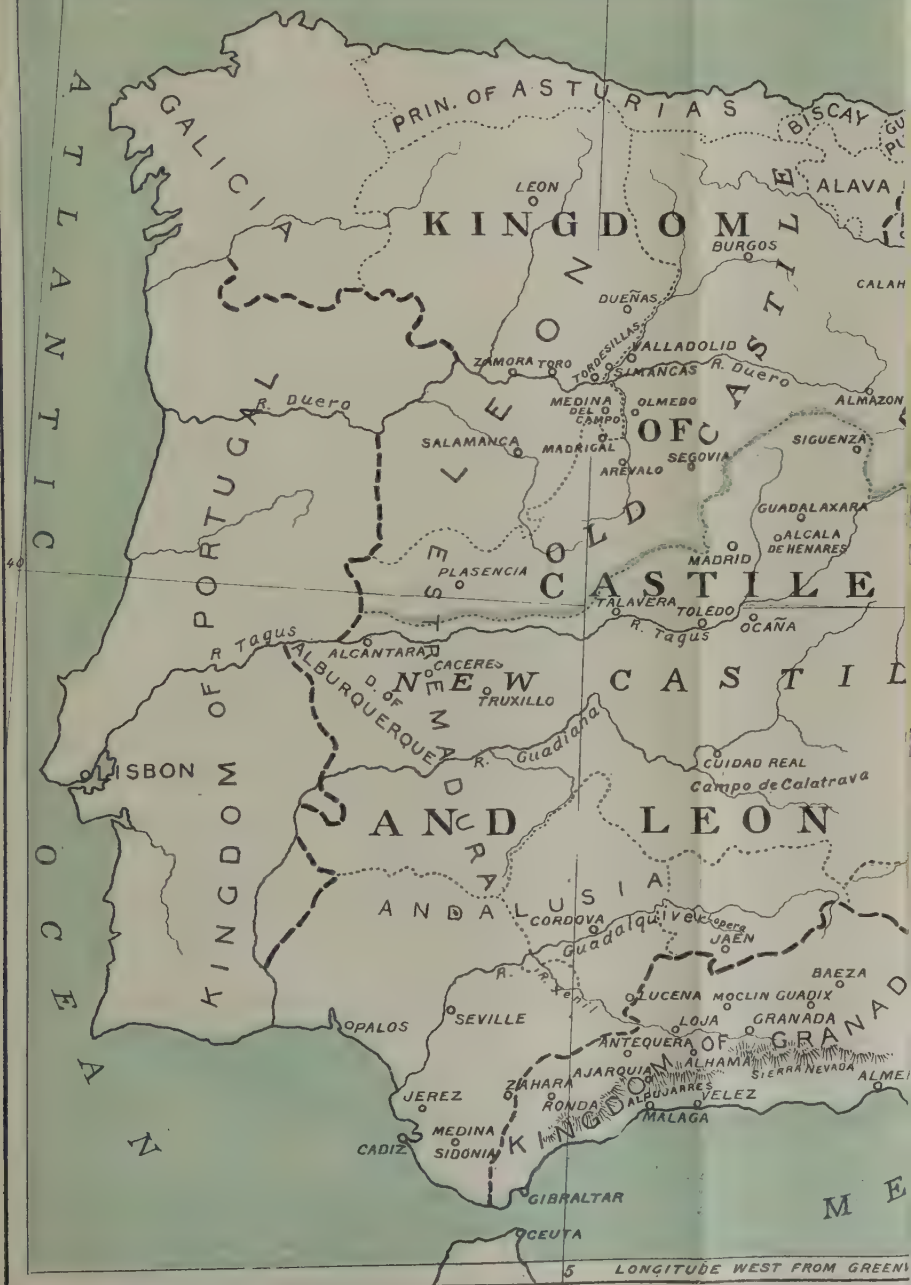 ATLANTIC
OCEAN
GALICIA
PRIN. OF ASTURIAS
BISCAY
GU
ALAVA
LEON
KINGDOM
BURGOS
CALAH
DUEÑAS
LEON
OLD CASTILE
ZAMORA
TORO
TORDESILLAS
VALLADOLID
SIMANCAS
R. Duero
ALMAZON
MEDINA
DEL
CAMPO
OLMEDO
OF
R. Duero
SALAMANCA
MADRIGAL
AREVALO
SEGOVIA
SIGUENZA
GUADALAXARA
ALCALA
DE HENARES
MADRID
40
PLASENCIA
CASTILE
TALAVERA
TOLEDO
R. Tagus
OCAÑA
KINGDOM OF PORTUGAL
R Tagus
ALCANTARA
ESTREMADURA
D. OF
ALBURQUERQUE
CACERES
NEW CASTIL
TRUXILLO
R. Guadiana
LISBON
CUIDAD REAL
Campo de Calatrava
AND LEON
ANDALUSIA
CORDOVA
R. Guadalquiver
Lopera
JAEN
R. Xenil
BAEZA
LUCENA
MOCLIN
GUADIX
PALOS
SEVILLE
LOJA
GRANADA
ANTEQUERA
ALHAMA
KINGDOM OF GRANAD
SIERRA NEVADA
AJARQUIA
ZAHARA
RONDA
ALPUJARRES
VELEZ
ALME
JEREZ
MALAGA
MEDINA
SIDONIA
CADIZ
GIBRALTAR
ME
CEUTA
5
LONGITUDE WEST FROM GREENW